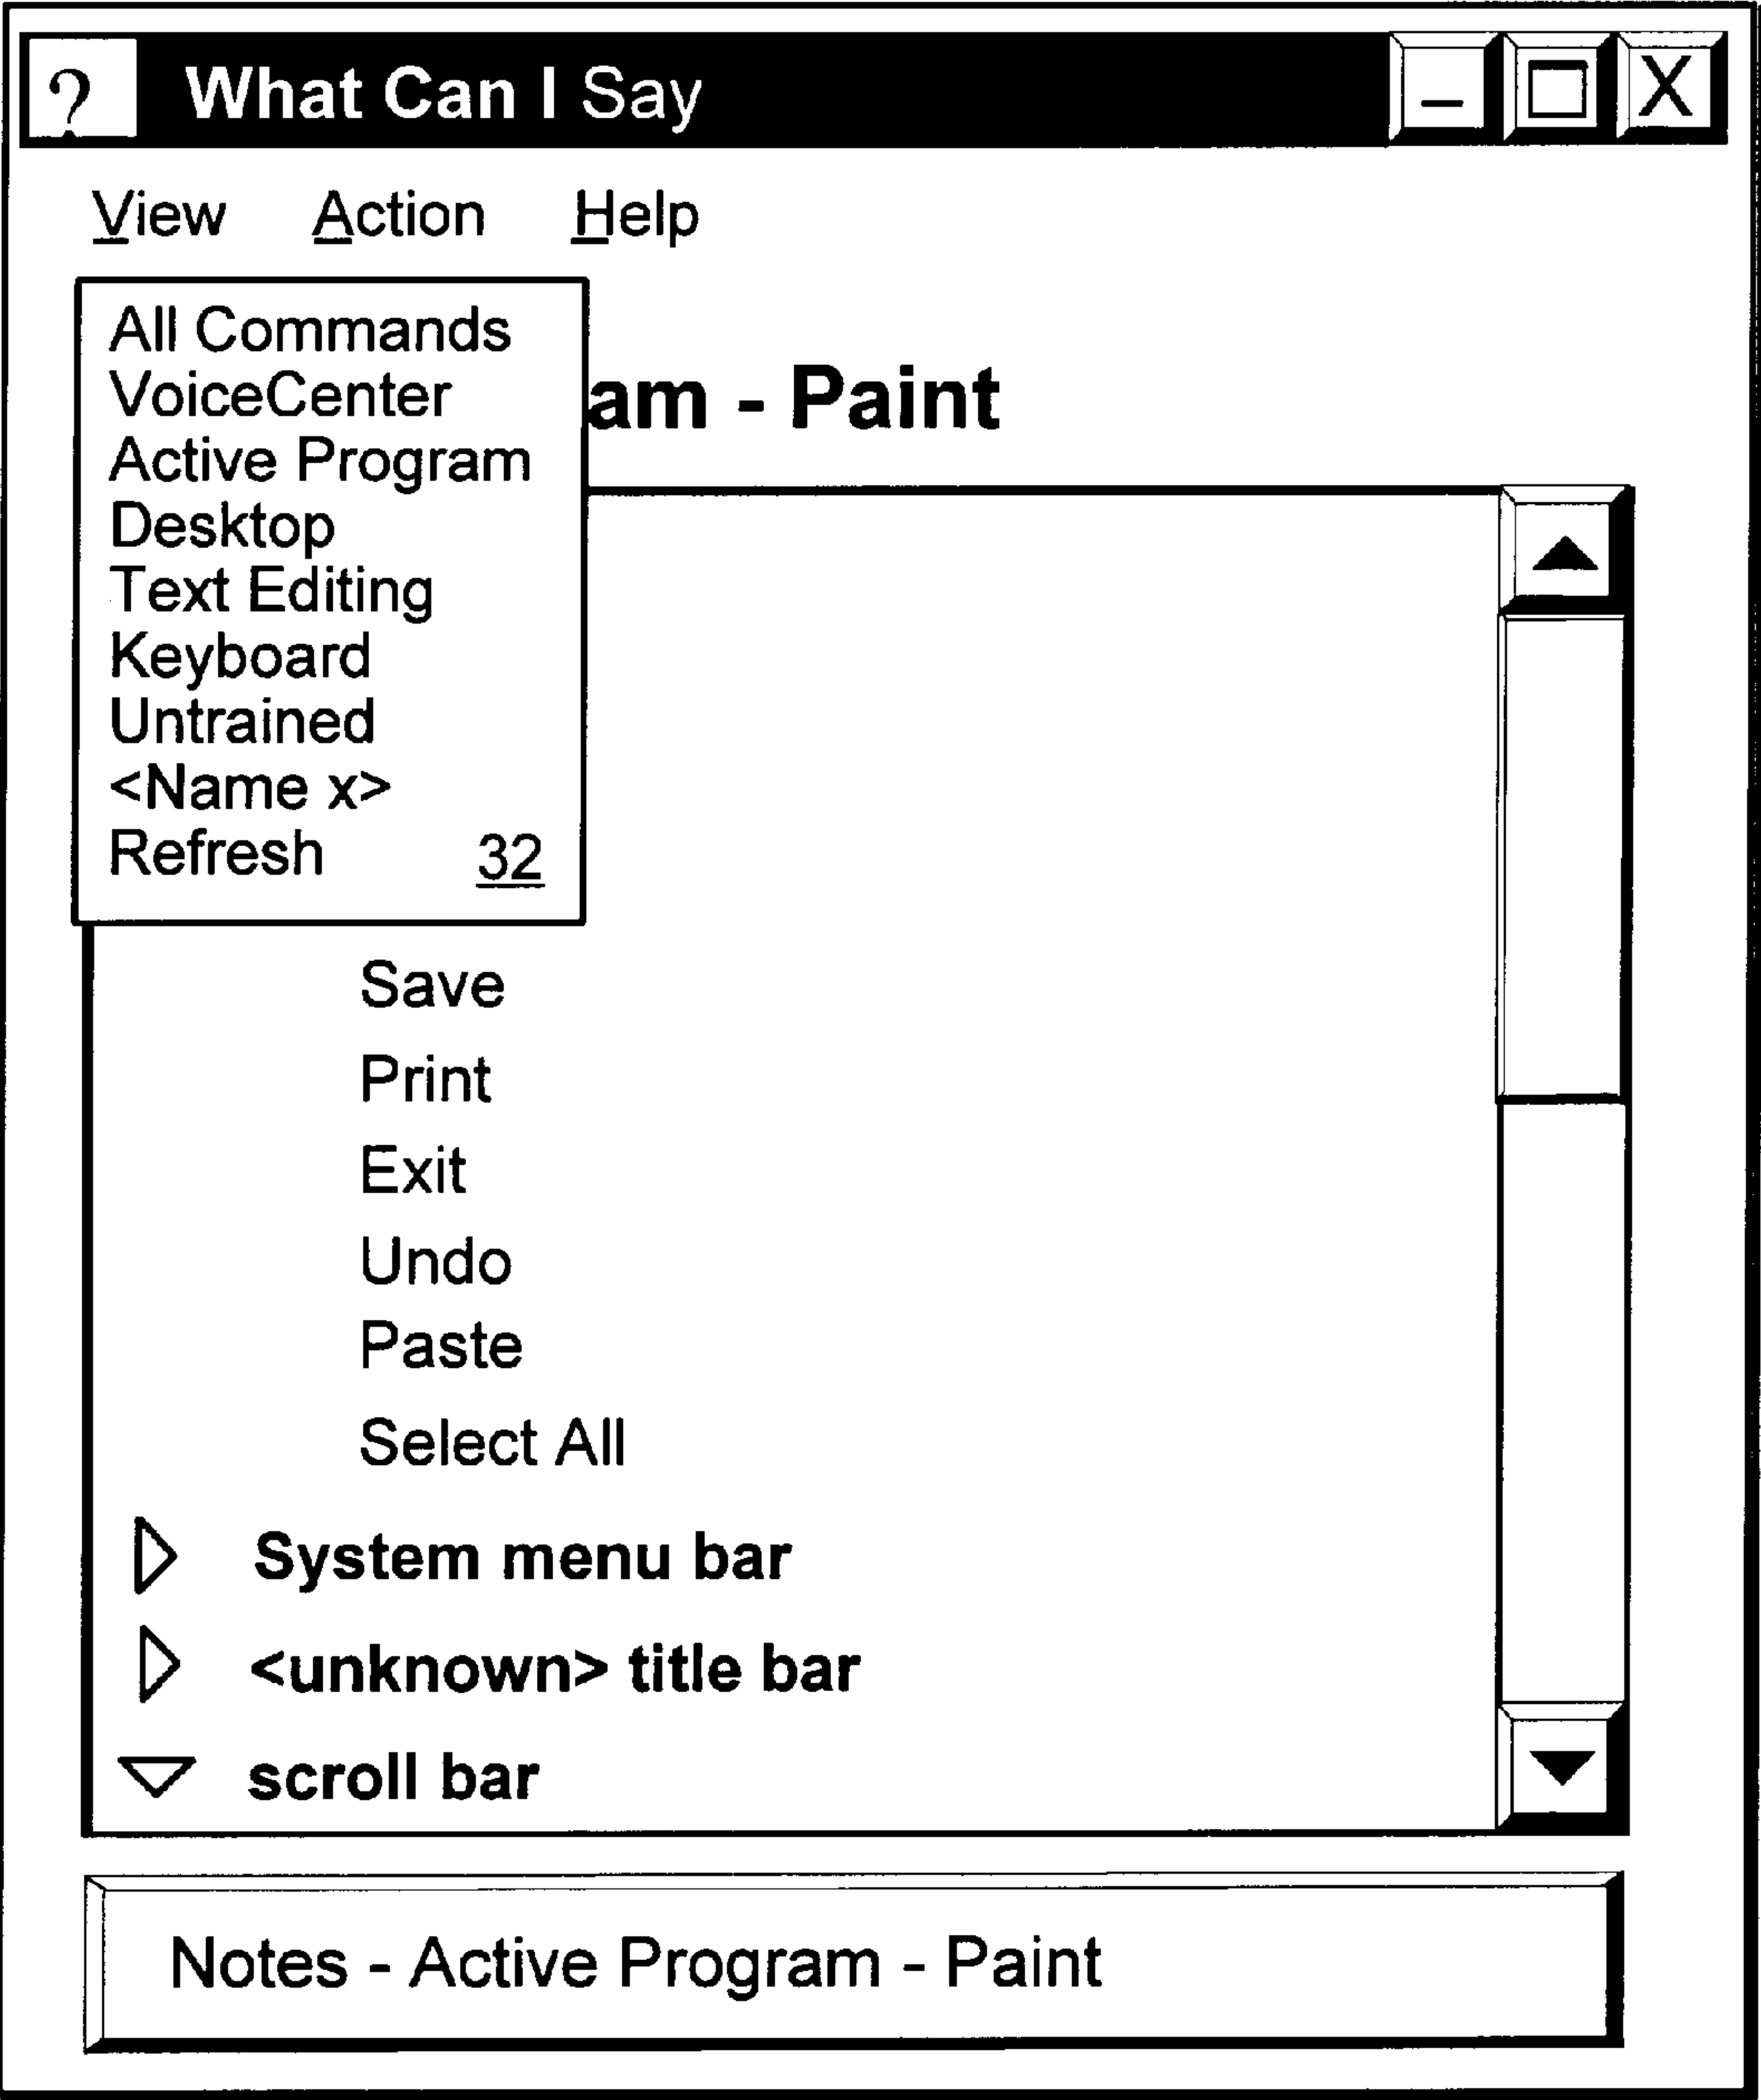 ? What Can I Say – X
View Action Help
All Commands
VoiceCenter
am - Paint
Active Program
Desktop
Text Editing
Keyboard
Untrained
<Name x>
Refresh 32
Save
Print
Exit
Undo
Paste
Select All
System menu bar
<unknown> title bar
scroll bar
Notes - Active Program - Paint